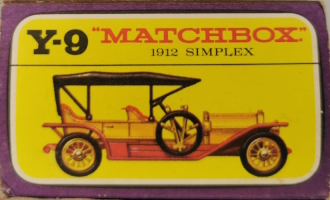 Y-9 "MATCHBOX"
1912 SIMPLEX